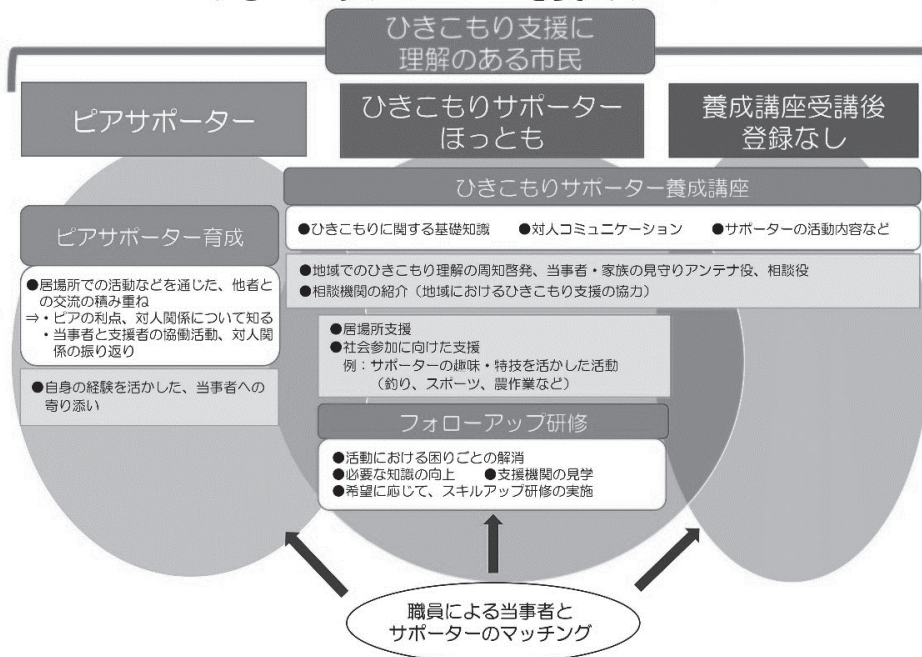 ひきこもり支援に
理解のある市民
ピアサポーター
ひきこもりサポーター
ほっとも
養成講座受講後
登録なし
ひきこもりサポーター養成講座
●ひきこもりに関する基礎知識 ●対人コミュニケーション ●サポーターの活動内容など
ピアサポーター育成
●居場所での活動などを通じた、他者と
の交流の積み重ね
⇒・ピアの利点、対人関係について知る
・当事者と支援者の協働活動、対人関
係の振り返り
●自身の経験を活かした、当事者への
寄り添い
●地域でのひきこもり理解の周知啓発、当事者・家族の見守りアンテナ役、相談役
●相談機関の紹介（地域におけるひきこもり支援の協力）
●居場所支援
●社会参加に向けた支援
例：サポーターの趣味・特技を活かした活動
（釣り、スポーツ、農作業など）
フォローアップ研修
●活動における困りごとの解消
●必要な知識の向上 ●支援機関の見学
●希望に応じて、スキルアップ研修の実施
職員による当事者と
サポーターのマッチング